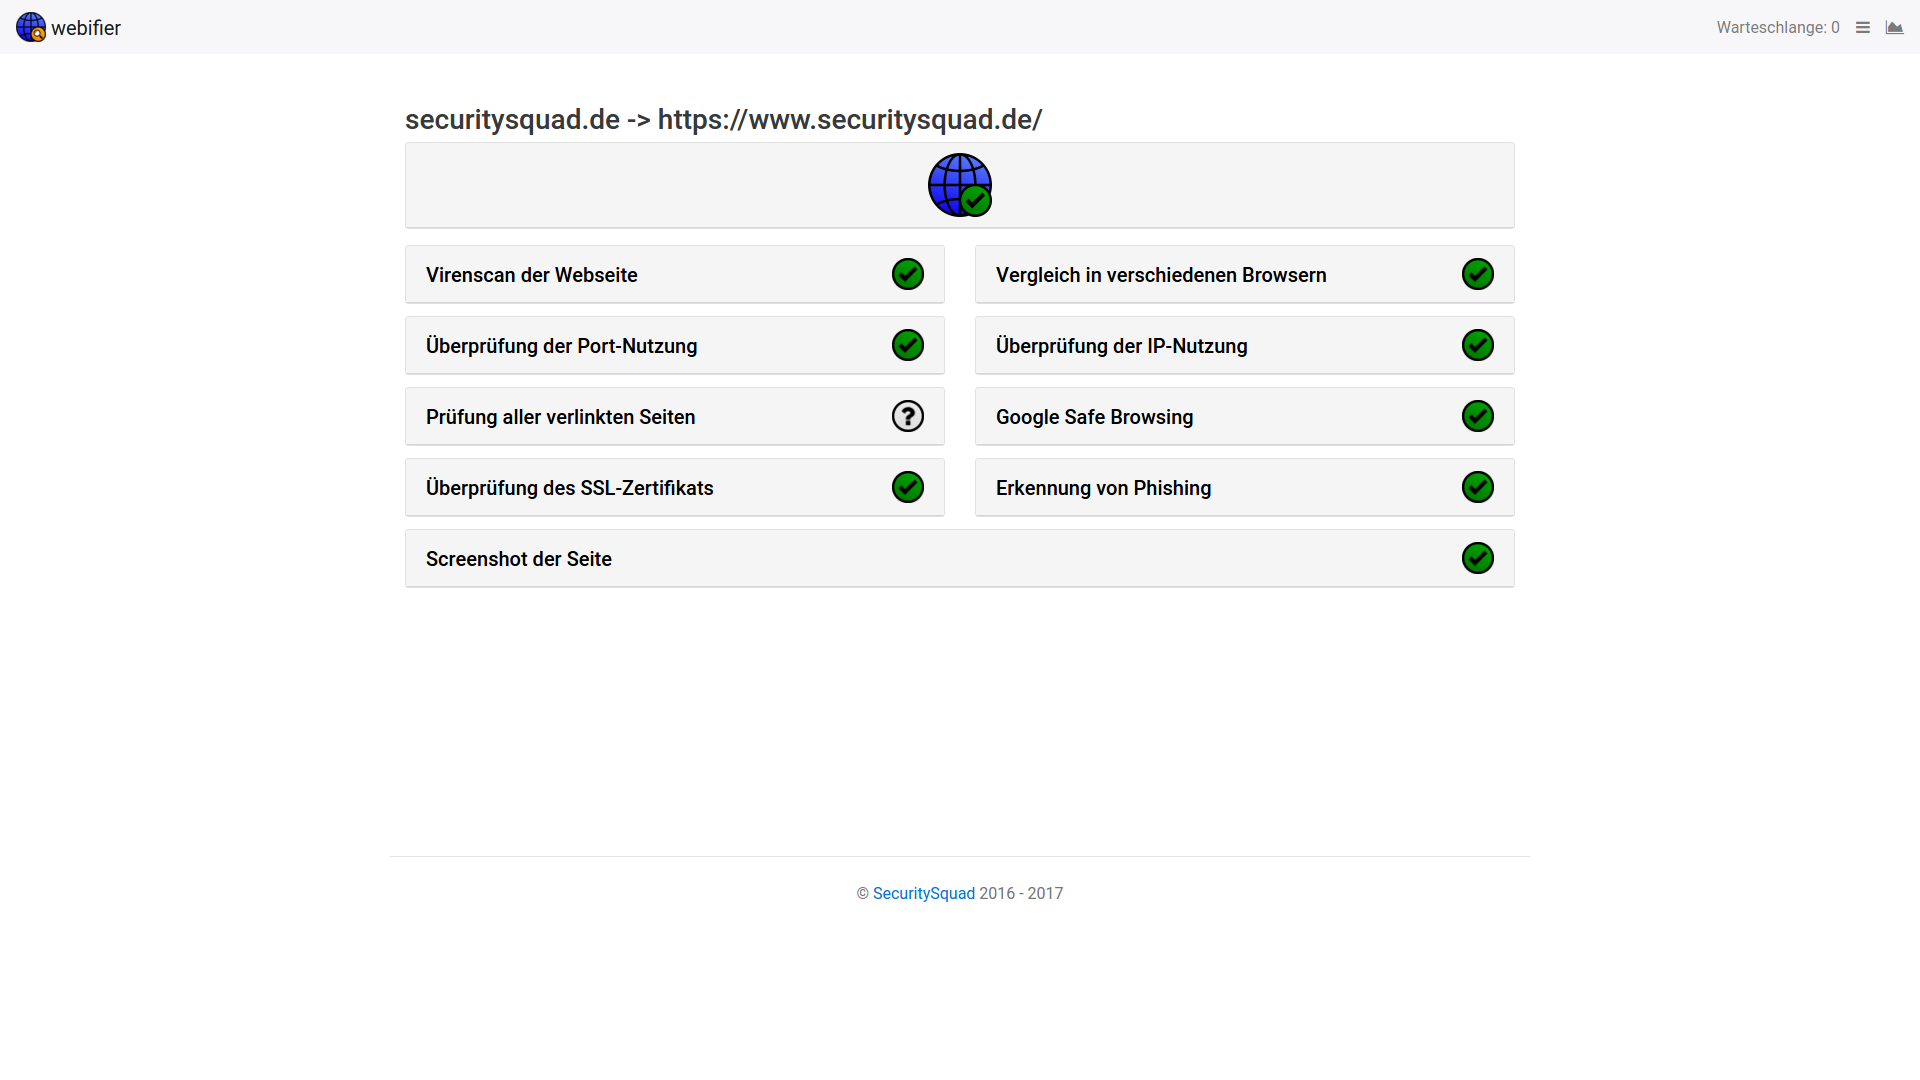 webifier
Warteschlange: 0
securitysquad.de -> https://www.securitysquad.de/
Virenscan der Webseite
Vergleich in verschiedenen Browsern
Überprüfung der Port-Nutzung
Überprüfung der IP-Nutzung
Prüfung aller verlinkten Seiten
?
Google Safe Browsing
Überprüfung des SSL-Zertifikats
Erkennung von Phishing
Screenshot der Seite
© SecuritySquad 2016 - 2017